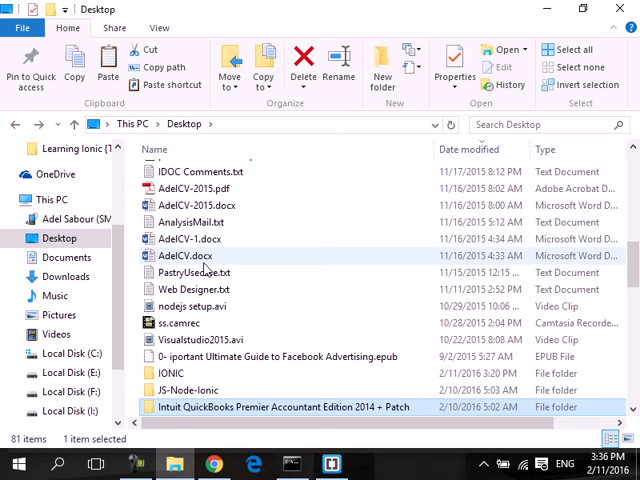 Desktop
File Home Share View
Pin to Quick access
Copy
Paste
Cut
Copy path
Paste shortcut
Clipboard
Move to
Copy to
Delete
Rename
Organize
New folder
New
Properties
Open
Edit
History
Open
Select all
Select none
Invert selection
Select
This PC Desktop
Search Desktop
Learning Ionic {T
OneDrive
This PC
Adel Sabour (SM
Desktop
Documents
Downloads
Music
Pictures
Videos
Local Disk (C:)
Local Disk (E:)
Local Disk (F:)
Local Disk (I:)
Name Date modified Type
IDOC Comments.txt 11/17/2015 8:12 PM Text Document
AdelCV-2015.pdf 11/16/2015 8:02 AM Adobe Acrobat D...
AdelCV-2015.docx 11/16/2015 8:00 AM Microsoft Word D...
AnalysisMail.txt 11/16/2015 5:12 AM Text Document
AdelCV-1.docx 11/16/2015 4:34 AM Microsoft Word D...
AdelCV.docx 11/16/2015 4:33 AM Microsoft Word D...
11/15/2015 12:15 ... Text Document
Web Designer.txt 11/11/2015 2:52 PM Text Document
nodejs setup.avi 10/29/2015 10:06 ... Video Clip
ss.camrec 10/28/2015 2:04 PM Camtasia Recorde...
Visualstudio2015.avi 10/22/2015 8:08 AM Video Clip
0- iportant Ultimate Guide to Facebook Advertising.epub 9/2/2015 5:27 AM EPUB File
IONIC 2/11/2016 3:20 PM File folder
JS-Node-Ionic 2/10/2016 5:03 AM File folder
Intuit QuickBooks Premier Accountant Edition 2014 + Patch 2/10/2016 5:02 AM File folder
81 items 1 item selected
ENG
3:36 PM
2/11/2016